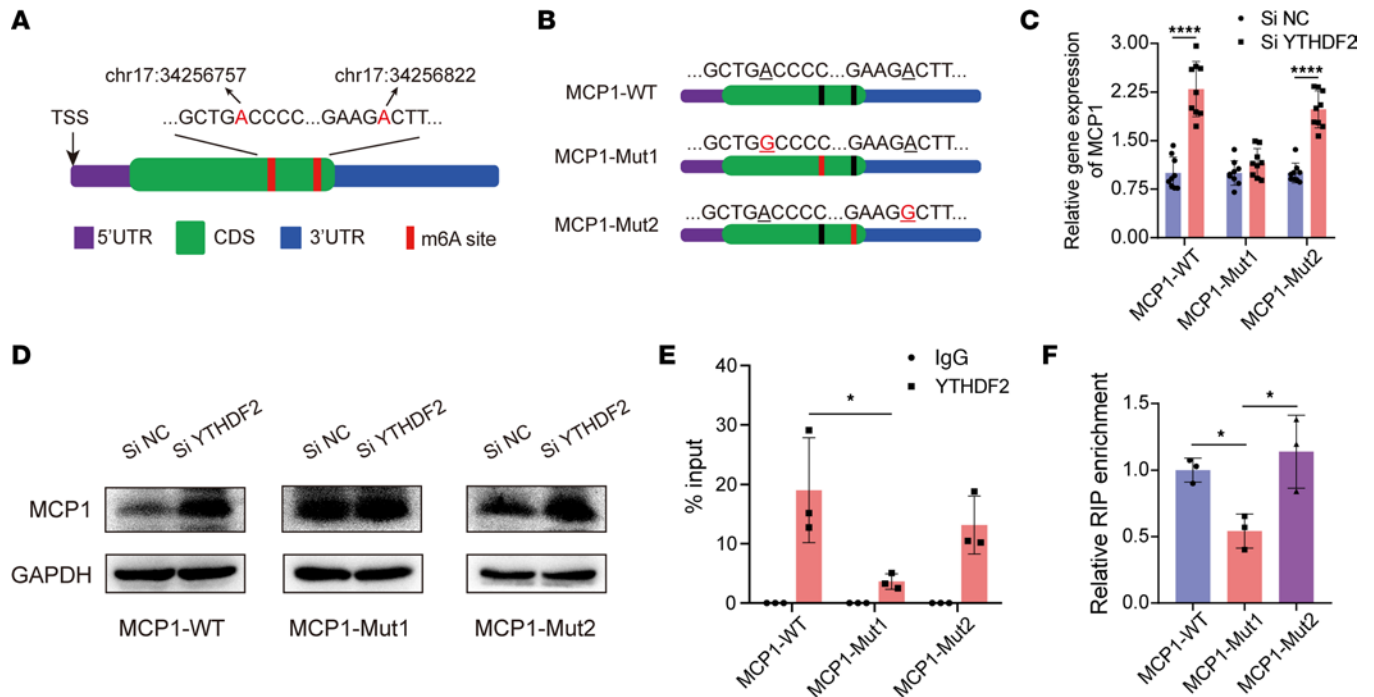 A
chr17:34256757
chr17:34256822
TSS
...GCTGACCCC...GAAGACTT...
5'UTR
CDS
3'UTR
m6A site
B
...GCTGACCCC...GAAGACTT...
MCP1-WT
...GCTGGCCCC...GAAGACTT...
MCP1-Mut1
...GCTGACCCC...GAAGGCTT...
MCP1-Mut2
C
Si NC
Si YTHDF2
Relative gene expression
of MCP1
3.00
2.25
1.50
0.75
0.00
****
****
MCP1-WT
MCP1-Mut1
MCP1-Mut2
D
Si NC
Si YTHDF2
Si NC
Si YTHDF2
Si NC
Si YTHDF2
MCP1
GAPDH
MCP1-WT
MCP1-Mut1
MCP1-Mut2
E
IgG
YTHDF2
% input
40
30
20
10
0
*
MCP1-WT
MCP1-Mut1
MCP1-Mut2
F
Relative RIP enrichment
1.5
1.0
0.5
0.0
*
*
MCP1-WT
MCP1-Mut1
MCP1-Mut2